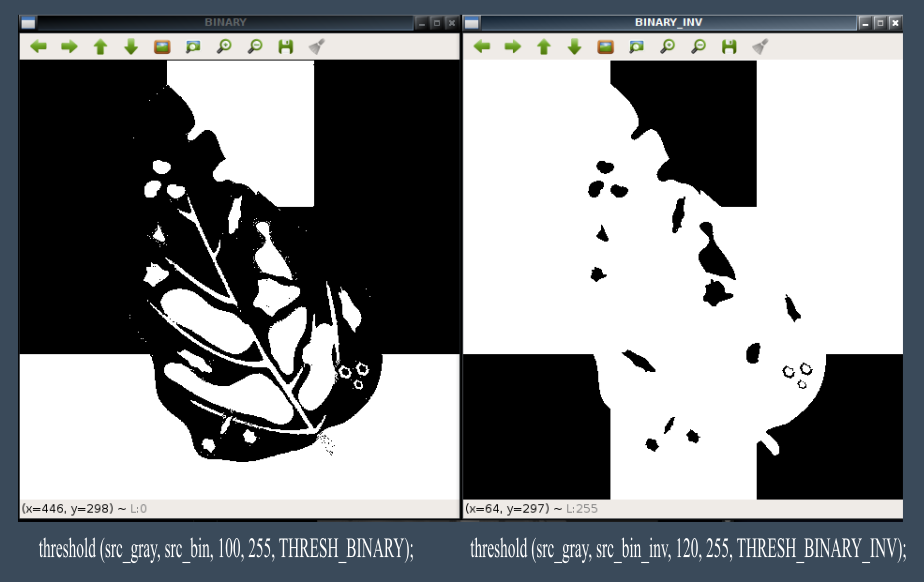 BINARY
BINARY_INV
(x=446, y=298) ~ L:0
(x=64, y=297) ~ L:255
threshold (src_gray, src_bin, 100, 255, THRESH_BINARY);
threshold (src_gray, src_bin_inv, 120, 255, THRESH_BINARY_INV);